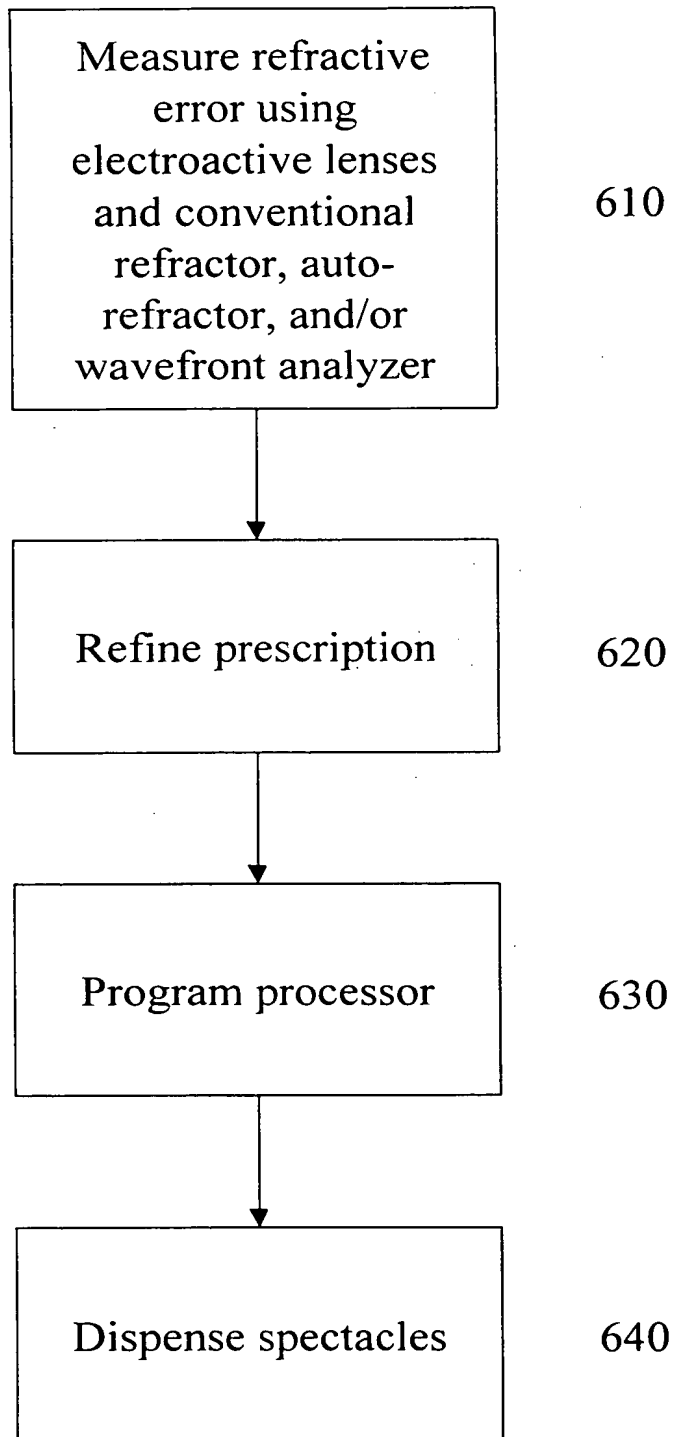 Measure refractive
error using
electroactive lenses
and conventional
refractor, auto-
refractor, and/or
wavefront analyzer
610
Refine prescription
620
Program processor
630
Dispense spectacles
640